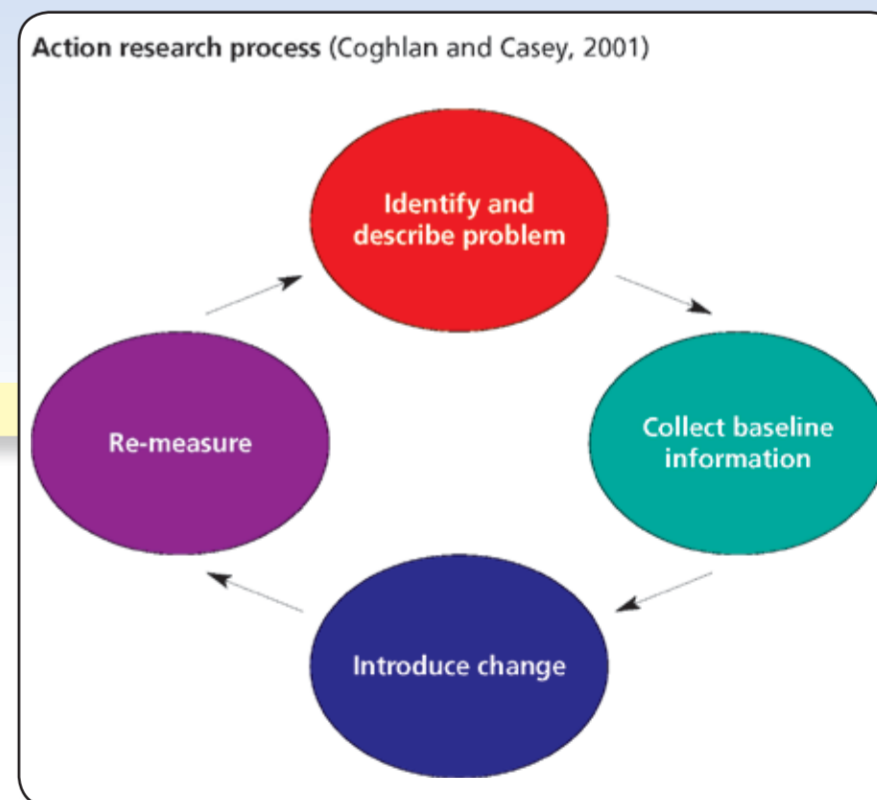 Action research process (Coghlan and Casey, 2001)
Identify and
describe problem
Collect baseline
information
Introduce change
Re-measure